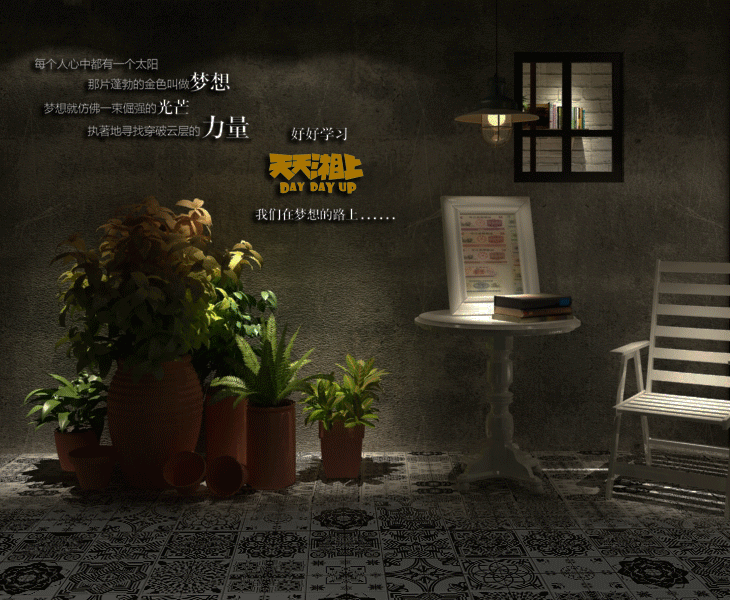 每个人心中都有一个太阳
那片蓬勃的金色叫做梦想
梦想就仿佛一束倔强的光芒
执著地寻找穿破云层的力量
好好学习
天天湘上
DAY DAY UP
我们在梦想的路上......